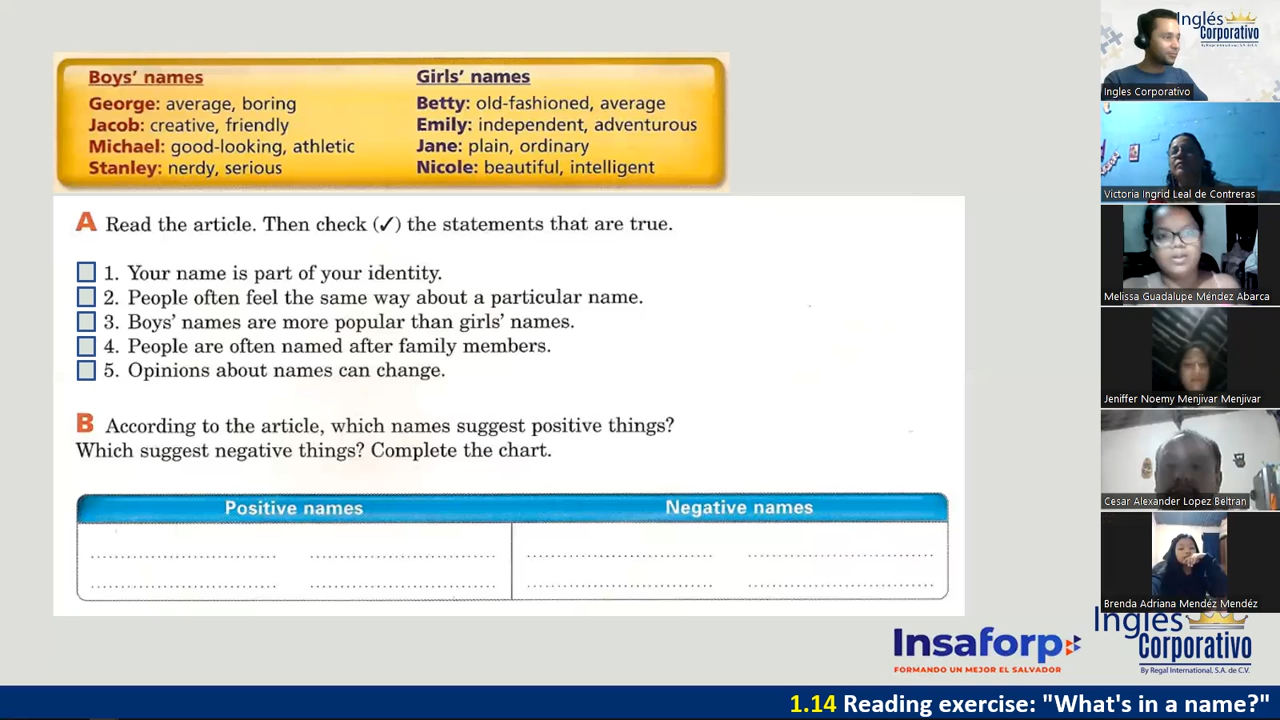 Boys' names
George: average, boring
Jacob: creative, friendly
Michael: good-looking, athletic
Stanley: nerdy, serious
Girls' names
Betty: old-fashioned, average
Emily: independent, adventurous
Jane: plain, ordinary
Nicole: beautiful, intelligent
A Read the article. Then check (✓) the statements that are true.
1. Your name is part of your identity.
2. People often feel the same way about a particular name.
3. Boys' names are more popular than girls' names.
4. People are often named after family members.
5. Opinions about names can change.
B According to the article, which names suggest positive things?
Which suggest negative things? Complete the chart.
Positive names
Negative names
Inglés
Corporativo
By Regal International, S.A. de C.V.
Ingles Corporativo
Victoria Ingrid Leal de Contreras
Melissa Guadalupe Méndez Abarca
Jeniffer Noemy Menjivar Menjivar
Cesar Alexander Lopez Beltran
Brenda Adriana Mendéz Mendéz
Insaforp
FORMANDO UN MEJOR EL SALVADOR
Inglés
Corporativo
By Regal International, S.A. de C.V.
1.14 Reading exercise: "What's in a name?"